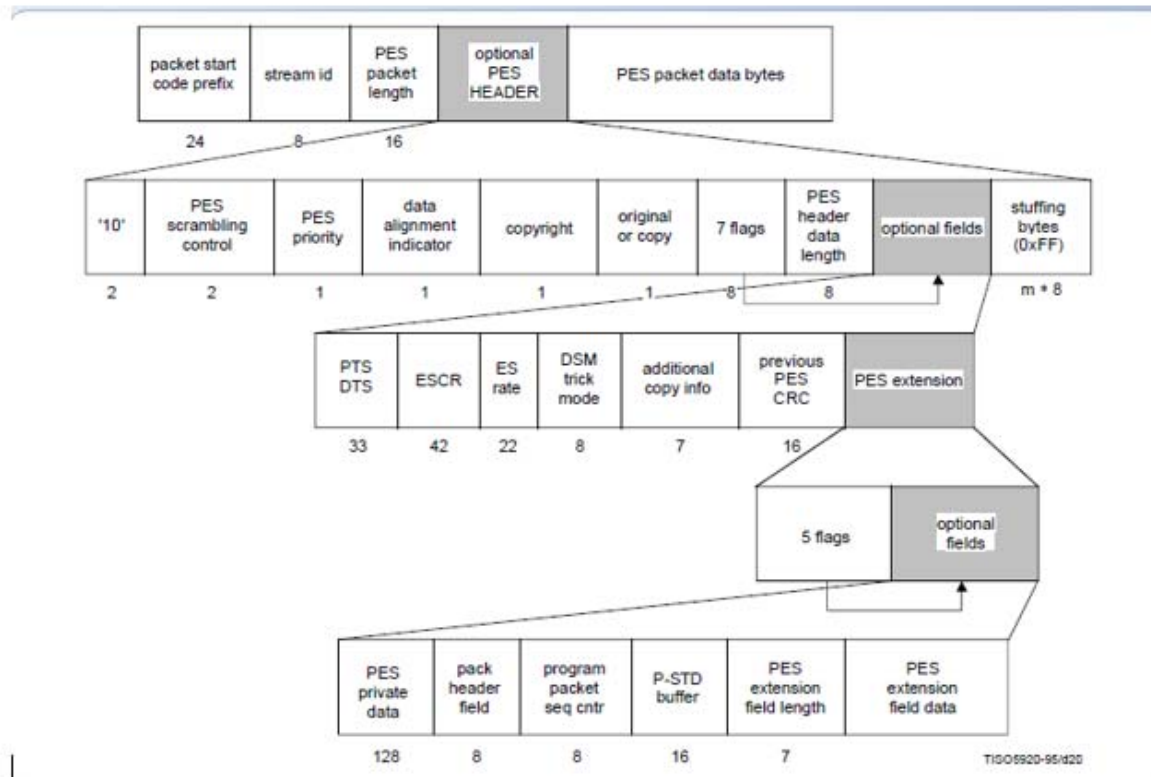 packet start
code prefix
stream id
PES
packet
length
optional
PES
HEADER
PES packet data bytes
24
8
16
'10'
PES
scrambling
control
PES
priority
data
alignment
indicator
copyright
original
or copy
7 flags
PES
header
data
length
optional fields
stuffing
bytes
(0xFF)
2
2
1
1
1
1
8
8
m * 8
PTS
DTS
ESCR
ES
rate
DSM
trick
mode
additional
copy info
previous
PES
CRC
PES extension
33
42
22
8
7
16
5 flags
optional
fields
PES
private
data
pack
header
field
program
packet
seq cntr
P-STD
buffer
PES
extension
field length
PES
extension
field data
128
8
8
16
7
TISO5920-95/d20